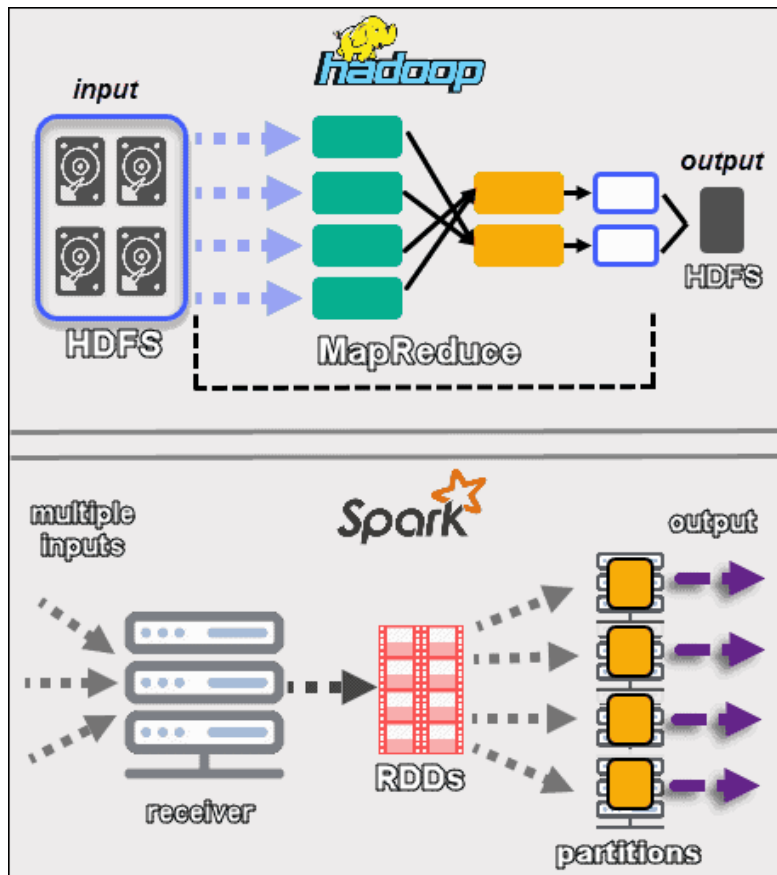 hadoop
input
output
HDFS
HDFS
MapReduce
Spark
multiple
inputs
output
RDDs
receiver
partitions